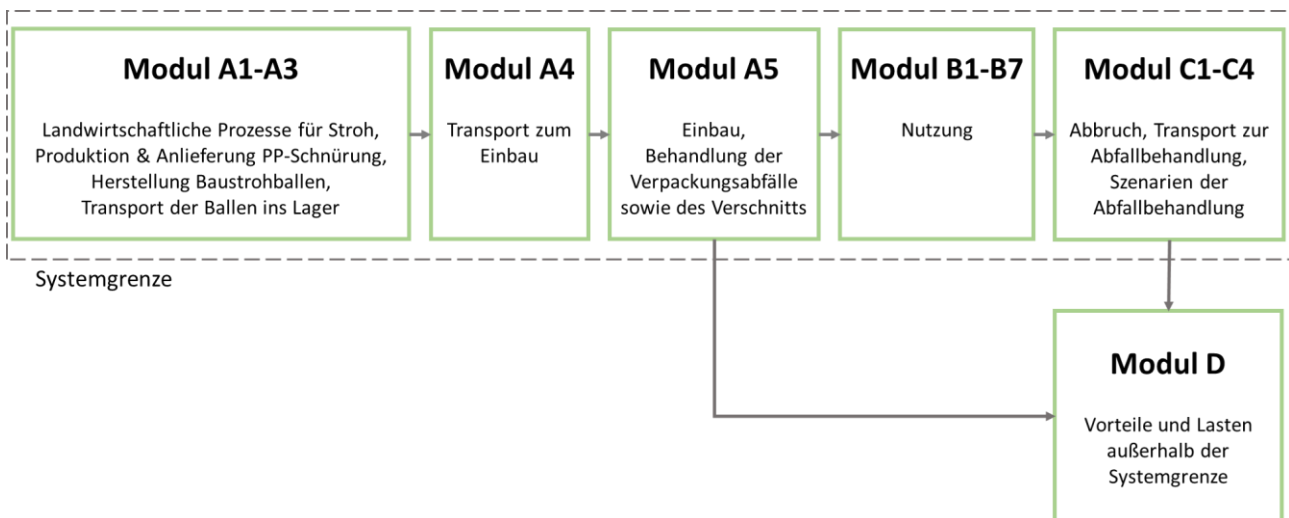 Modul A1-A3
Landwirtschaftliche Prozesse für Stroh,
Produktion & Anlieferung PP-Schnürung,
Herstellung Baustrohballen,
Transport der Ballen ins Lager
Modul A4
Transport zum
Einbau
Modul A5
Einbau,
Behandlung der
Verpackungsabfälle
sowie des Verschnitts
Modul B1-B7
Nutzung
Modul C1-C4
Abbruch, Transport zur
Abfallbehandlung,
Szenarien der
Abfallbehandlung
Systemgrenze
Modul D
Vorteile und Lasten
außerhalb der
Systemgrenze